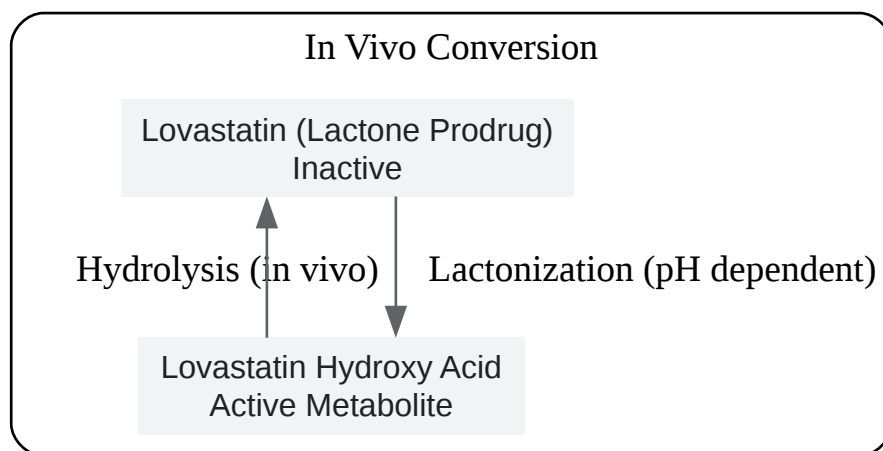 In Vivo Conversion
Lovastatin (Lactone Prodrug)
Inactive
Hydrolysis (in vivo)
Lactonization (pH dependent)
Lovastatin Hydroxy Acid
Active Metabolite